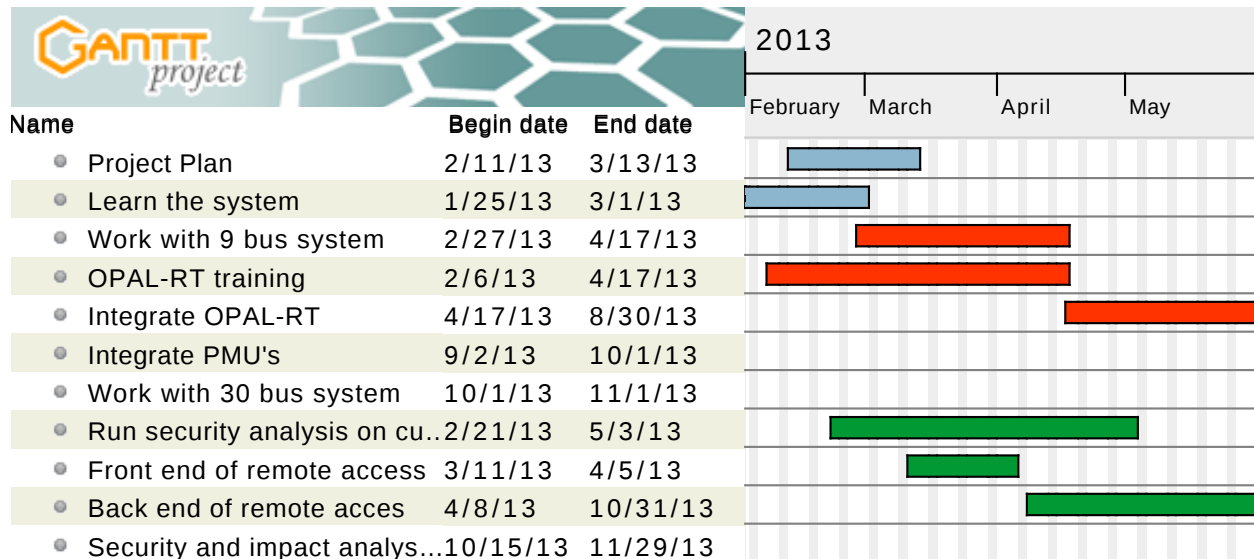 GANTT
project
2013
February March April May
Name Begin date End date
Project Plan 2/11/13 3/13/13
Learn the system 1/25/13 3/1/13
Work with 9 bus system 2/27/13 4/17/13
OPAL-RT training 2/6/13 4/17/13
Integrate OPAL-RT 4/17/13 8/30/13
Integrate PMU's 9/2/13 10/1/13
Work with 30 bus system 10/1/13 11/1/13
Run security analysis on cu.. 2/21/13 5/3/13
Front end of remote access 3/11/13 4/5/13
Back end of remote acces 4/8/13 10/31/13
Security and impact analys... 10/15/13 11/29/13